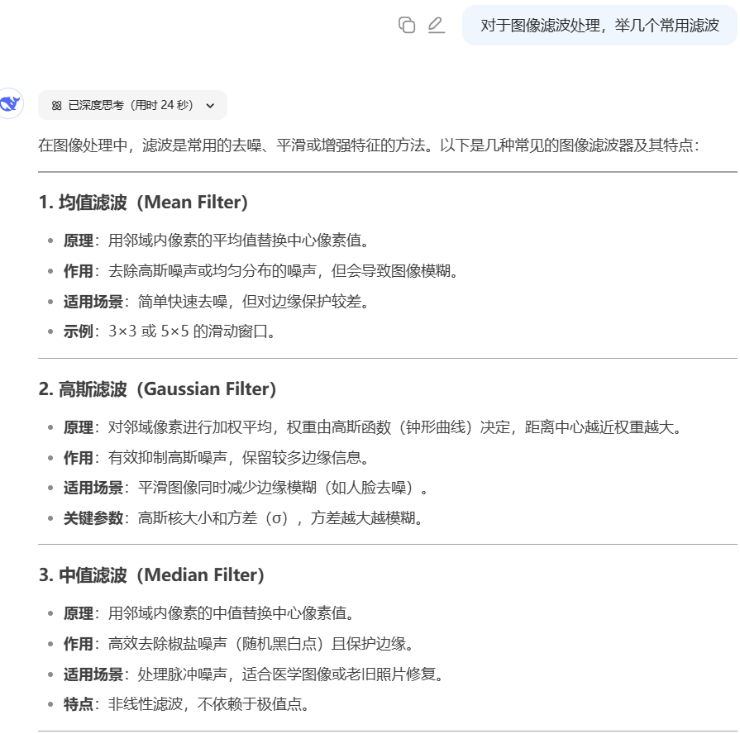 对于图像滤波处理，举几个常用滤波
已深度思考（用时 24 秒）
在图像处理中，滤波是常用的去噪、平滑或增强特征的方法。以下是几种常见的图像滤波器及其特点：
1. 均值滤波（Mean Filter）
• 原理：用邻域内像素的平均值替换中心像素值。
• 作用：去除高斯噪声或均匀分布的噪声，但会导致图像模糊。
• 适用场景：简单快速去噪，但对边缘保护较差。
• 示例：3×3 或 5×5 的滑动窗口。
2. 高斯滤波（Gaussian Filter）
• 原理：对邻域像素进行加权平均，权重由高斯函数（钟形曲线）决定，距离中心越近权重越大。
• 作用：有效抑制高斯噪声，保留较多边缘信息。
• 适用场景：平滑图像同时减少边缘模糊（如人脸去噪）。
• 关键参数：高斯核大小和方差（σ），方差越大越模糊。
3. 中值滤波（Median Filter）
• 原理：用邻域内像素的中值替换中心像素值。
• 作用：高效去除椒盐噪声（随机黑白点）且保护边缘。
• 适用场景：处理脉冲噪声，适合医学图像或老旧照片修复。
• 特点：非线性滤波，不依赖于极值点。